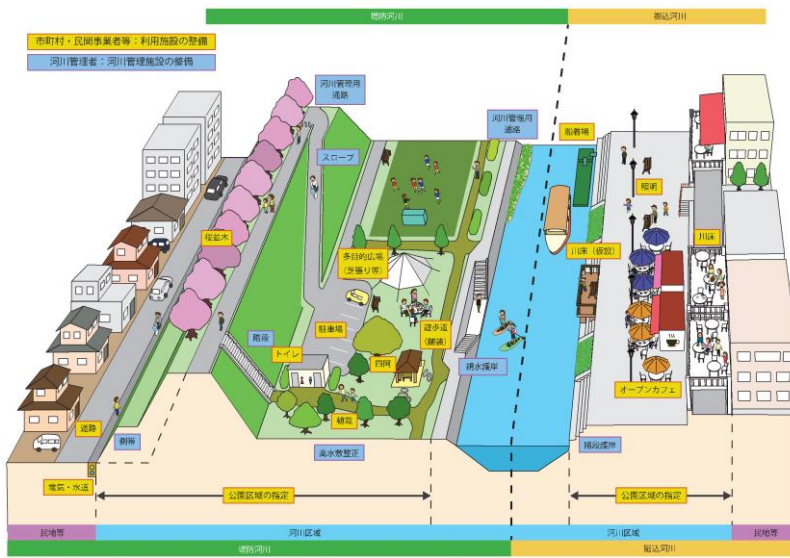 堤防河川
掘込河川
市町村・民間事業者等：利用施設の整備
河川管理者：河川管理施設の整備
河川管理用
通路
河川管理用
通路
船着場
スロープ
照明
桜並木
川床
川床（仮設）
多目的広場
（芝張り等）
駐車場
遊歩道
（舗装）
階段
トイレ
四阿
親水護岸
オープンカフェ
植栽
道路
側帯
高水敷整正
階段護岸
電気・水道
公園区域の指定
公園区域の指定
民地等
河川区域
河川区域
民地等
堤防河川
掘込河川